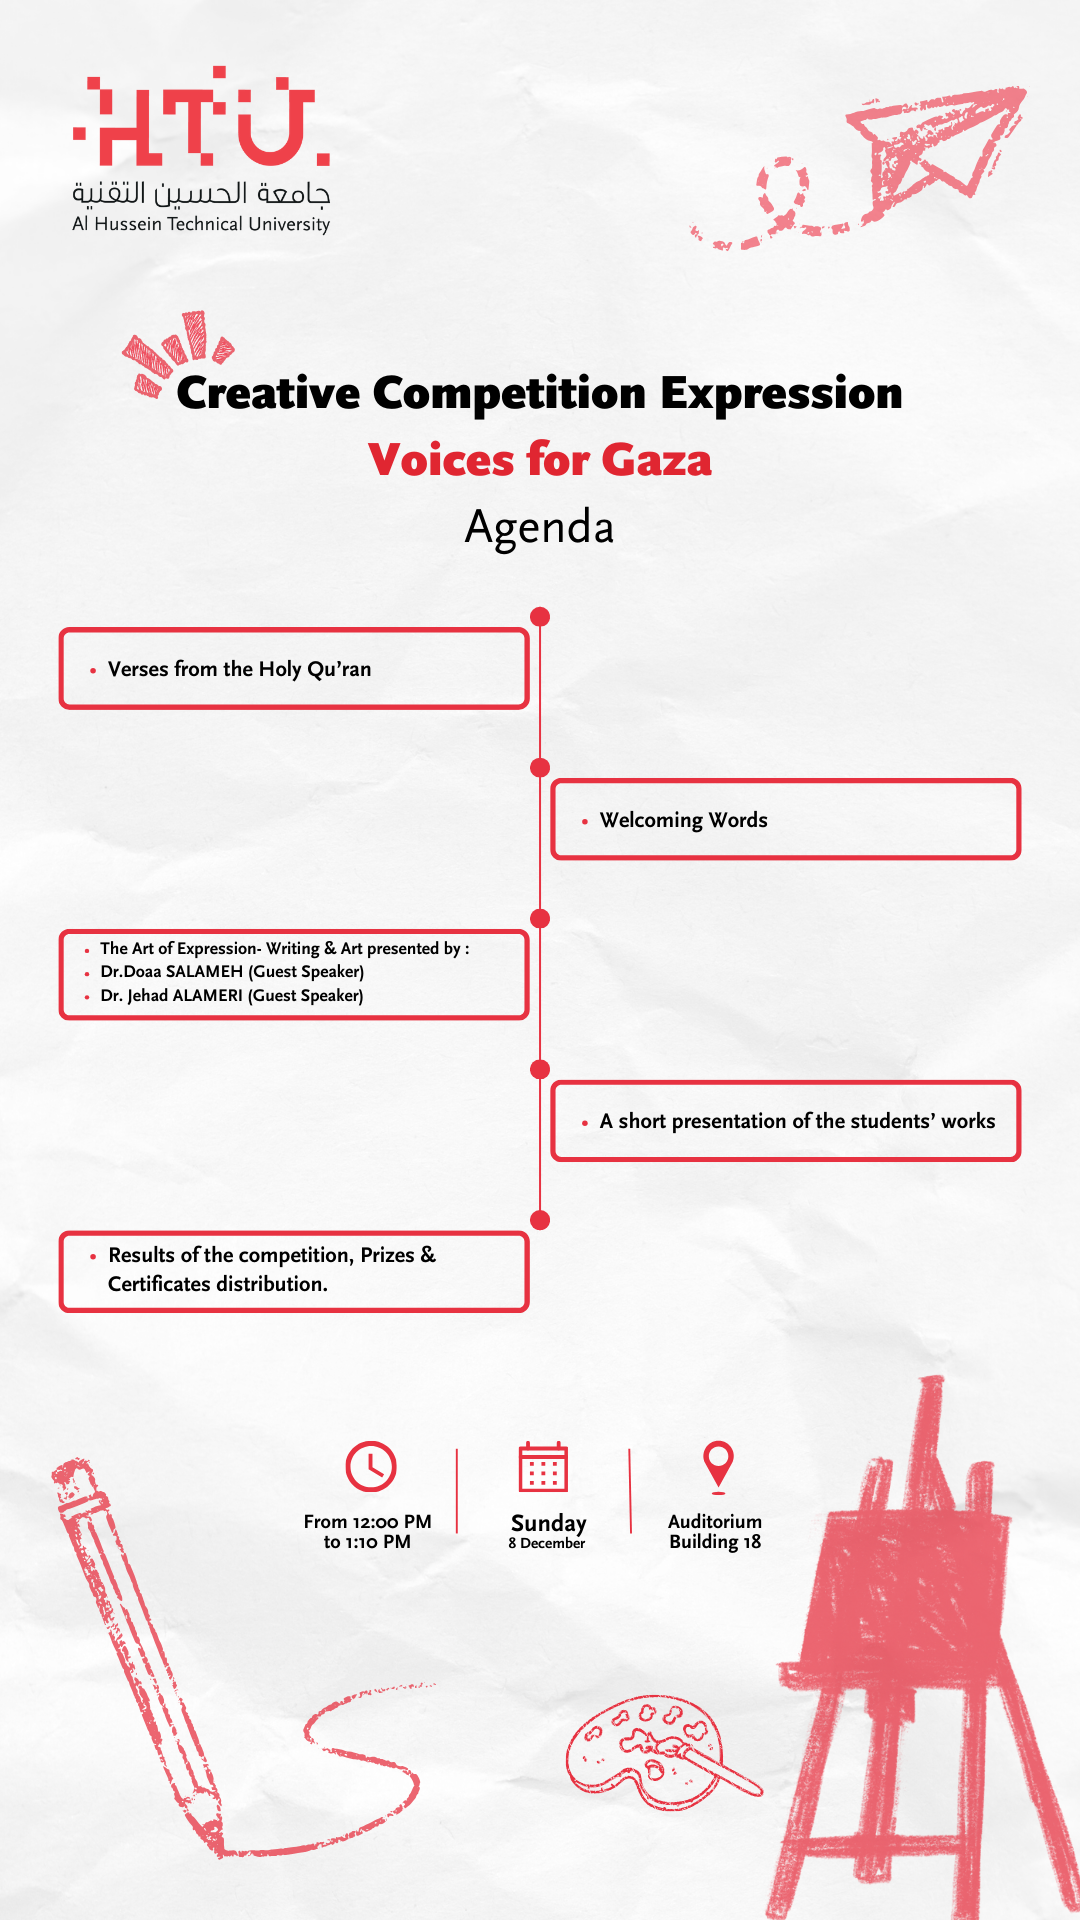 HTU.
جامعة الحسين التقنية
Al Hussein Technical University
Creative Competition Expression
Voices for Gaza
Agenda
• Verses from the Holy Qu’ran
• Welcoming Words
• The Art of Expression- Writing & Art presented by :
• Dr.Doaa SALAMEH (Guest Speaker)
• Dr. Jehad ALAMERI (Guest Speaker)
• A short presentation of the students’ works
• Results of the competition, Prizes &
Certificates distribution.
From 12:00 PM
to 1:10 PM
Sunday
8 December
Auditorium
Building 18